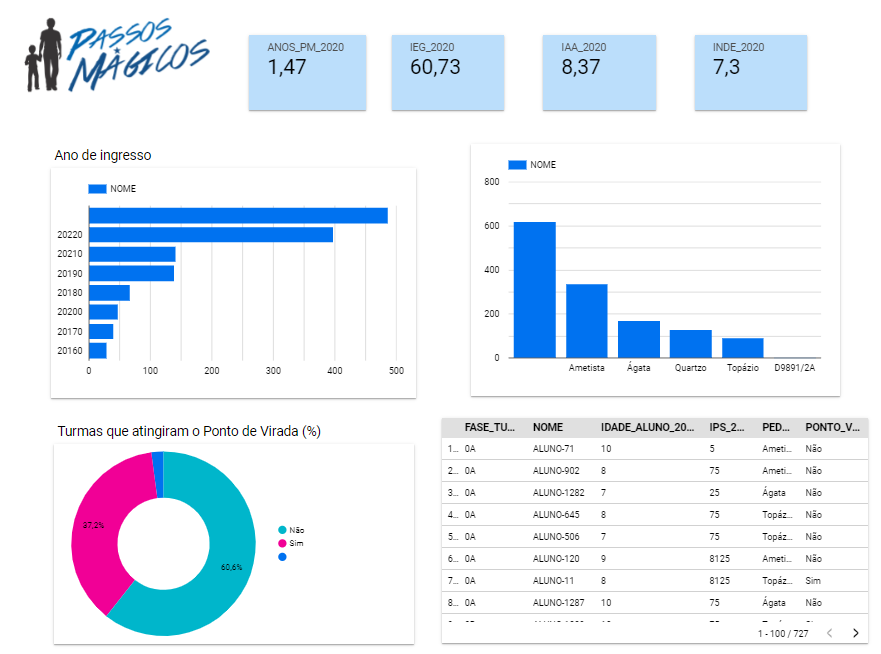 PASSOS
MÁGICOS
ANOS_PM_2020
1,47
IEG_2020
60,73
IAA_2020
8,37
INDE_2020
7,3
Ano de ingresso
NOME
20220
20210
20190
20180
20200
20170
20160
0 100 200 300 400 500
NOME
800
600
400
200
0
Ametista Ágata Quartzo Topázio D9891/2A
Turmas que atingiram o Ponto de Virada (%)
37,2%
60,6%
Não
Sim
FASE_TU... NOME IDADE_ALUNO_20... IPS_2... PED... PONTO_V...
1... 0A ALUNO-71 10 5 Ameti... Não
2... 0A ALUNO-902 8 75 Ameti... Não
3... 0A ALUNO-1282 7 25 Ágata Não
4... 0A ALUNO-645 8 75 Topáz... Não
5... 0A ALUNO-506 7 75 Topáz... Não
6... 0A ALUNO-120 9 8125 Ameti... Não
7... 0A ALUNO-11 8 8125 Topáz... Sim
8... 0A ALUNO-1287 10 75 Ágata Não
1 - 100 / 727